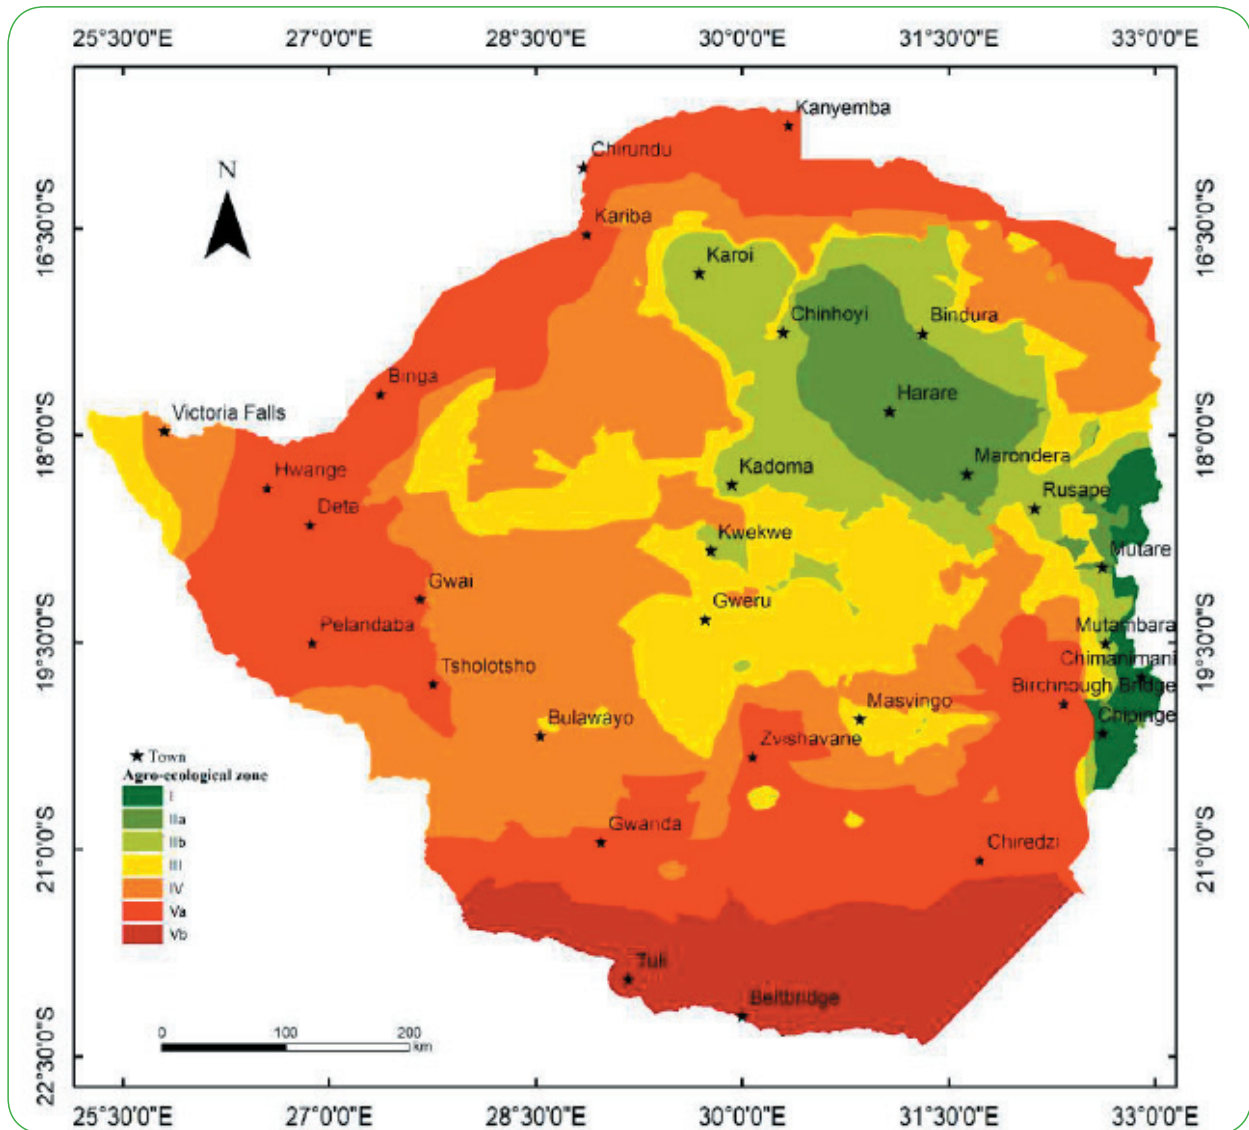 25°30'0"E 27°0'0"E 28°30'0"E 30°0'0"E 31°30'0"E 33°0'0"E
Kanyemba
N
Chirundu
16°30'0"S
Kariba
16°30'0"S
Karoi
Chinhoyi
Bindura
Binga
Harare
Victoria Falls
18°0'0"S
18°0'0"S
Hwange
Kadoma
Marondera
Rusape
Dete
Kwekwe
Mutare
Gwai
Gweru
Pelandaba
Mutambara
19°30'0"S
19°30'0"S
Tsholotsho
Chimanimani
Birchnough Bridge
Masvingo
Bulawayo
Chipinge
Zvishavane
Town
Agro-ecological zone
I
IIa
IIb
III
IV
Va
Vb
Gwanda
Chiredzi
21°0'0"S
21°0'0"S
Tuli
Beitbridge
0 100 200
km
22°30'0"S
22°30'0"S
25°30'0"E 27°0'0"E 28°30'0"E 30°0'0"E 31°30'0"E 33°0'0"E